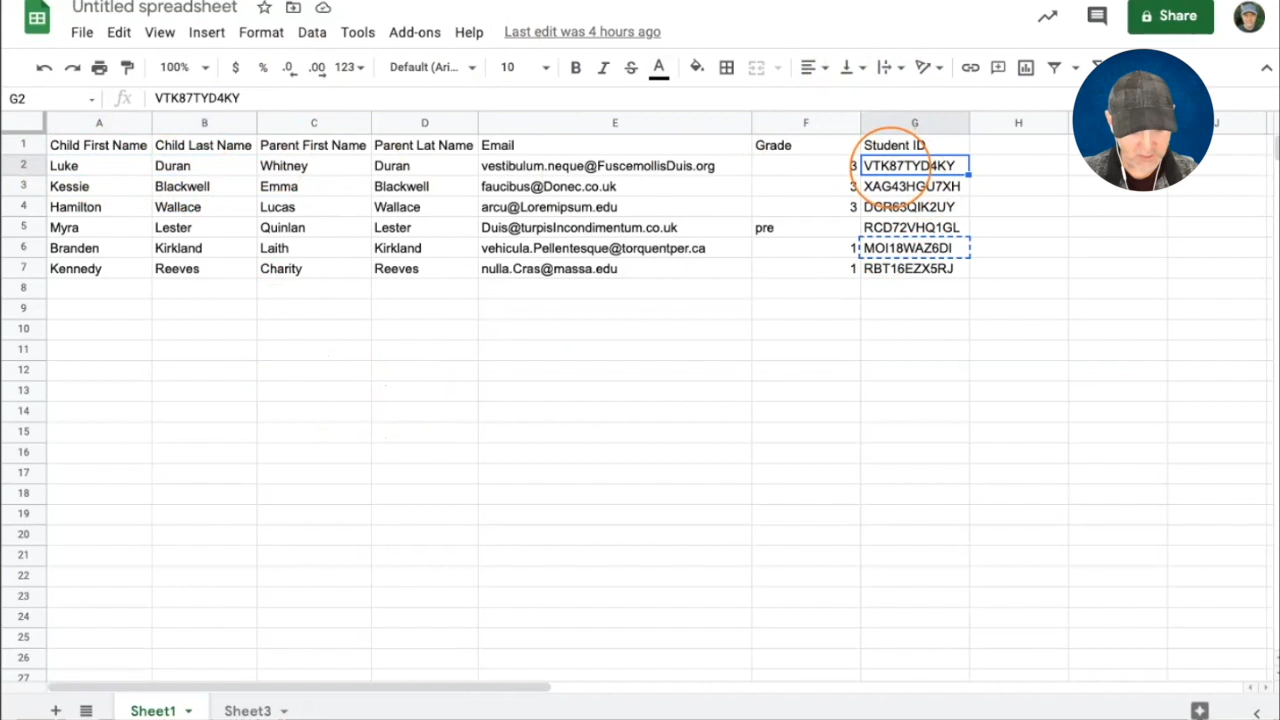 Untitled spreadsheet
File Edit View Insert Format Data Tools Add-ons Help Last edit was 4 hours ago
Share
100% $ % .0 .00 123 Default (Ari... 10 B I S A
G2 fx VTK87TYD4KY
A B C D E F G H J
1 Child First Name Child Last Name Parent First Name Parent Lat Name Email Grade Student ID
2 Luke Duran Whitney Duran vestibulum.neque@FuscemollisDuis.org 3 VTK87TYD4KY
3 Kessie Blackwell Emma Blackwell faucibus@Donec.co.uk 3 XAG43HGU7XH
4 Hamilton Wallace Lucas Wallace arcu@Loremipsum.edu 3 DCR63QIK2UY
5 Myra Lester Quinlan Lester Duis@turpisIncondimentum.co.uk pre RCD72VHQ1GL
6 Branden Kirkland Laith Kirkland vehicula.Pellentesque@torquentper.ca 1 MOI18WAZ6DI
7 Kennedy Reeves Charity Reeves nulla.Cras@massa.edu 1 RBT16EZX5RJ
8
9
10
11
12
13
14
15
16
17
18
19
20
21
22
23
24
25
26
27
Sheet1 Sheet3